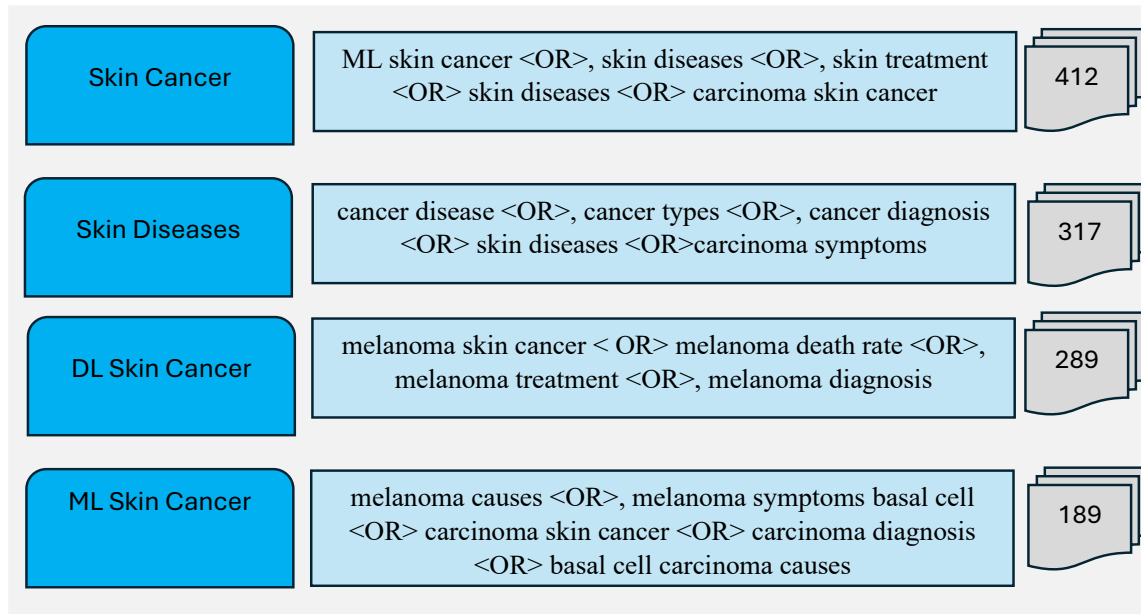 Skin Cancer
ML skin cancer <OR>, skin diseases <OR>, skin treatment
<OR> skin diseases <OR> carcinoma skin cancer
412
Skin Diseases
cancer disease <OR>, cancer types <OR>, cancer diagnosis
<OR> skin diseases <OR>carcinoma symptoms
317
DL Skin Cancer
melanoma skin cancer < OR> melanoma death rate <OR>,
melanoma treatment <OR>, melanoma diagnosis
289
ML Skin Cancer
melanoma causes <OR>, melanoma symptoms basal cell
<OR> carcinoma skin cancer <OR> carcinoma diagnosis
<OR> basal cell carcinoma causes
189